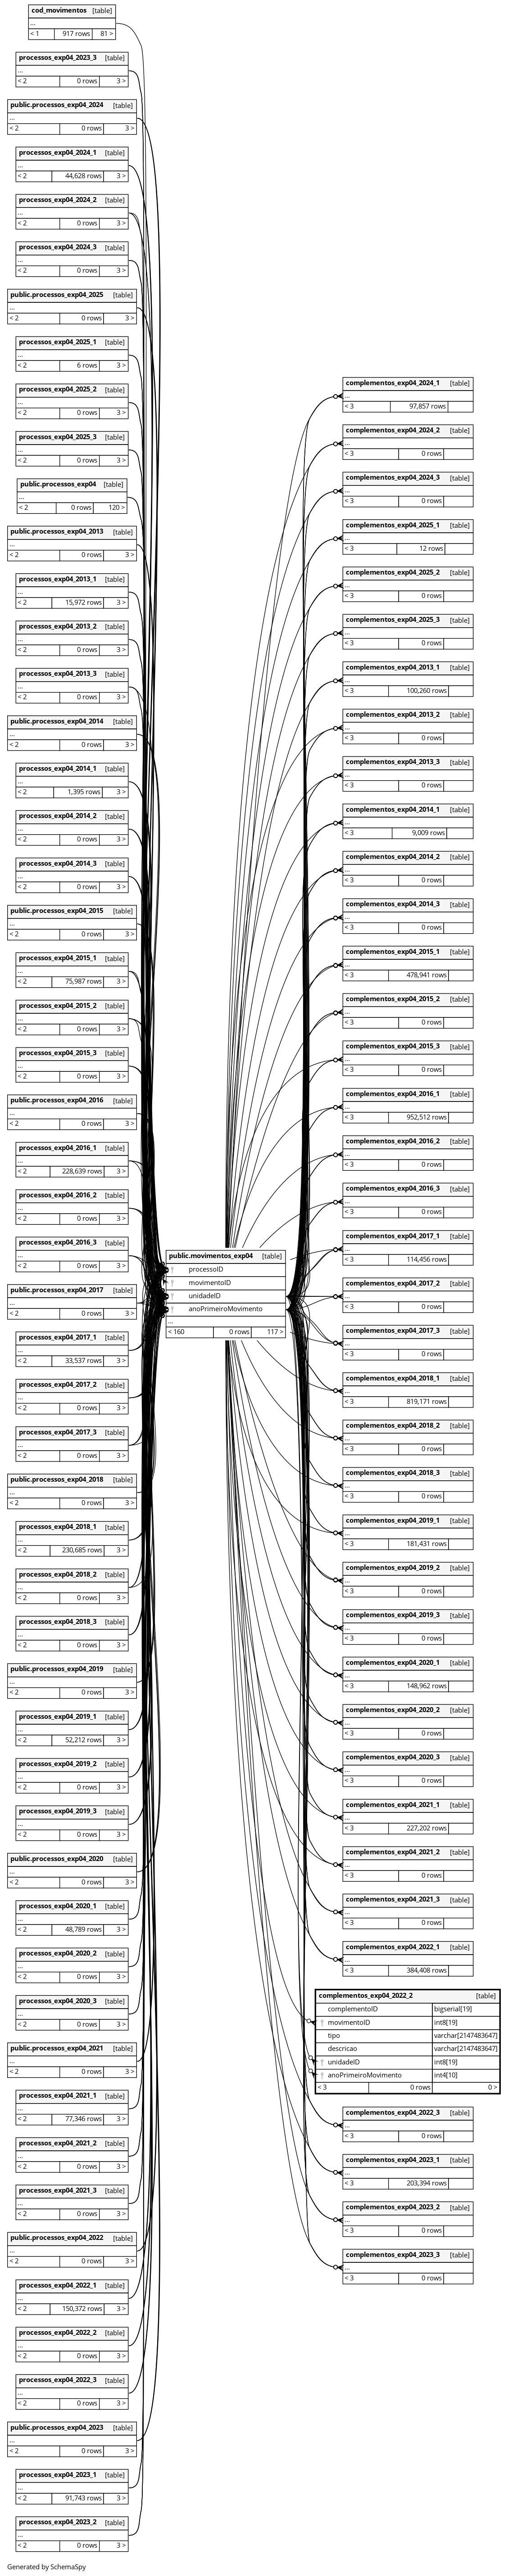 cod_movimentos [table]
...
< 1 917 rows 81 >
processos_exp04_2023_3 [table]
...
< 2 0 rows 3 >
public.processos_exp04_2024 [table]
...
< 2 0 rows 3 >
processos_exp04_2024_1 [table]
...
< 2 44,628 rows 3 >
processos_exp04_2024_2 [table]
...
< 2 0 rows 3 >
processos_exp04_2024_3 [table]
...
< 2 0 rows 3 >
public.processos_exp04_2025 [table]
...
< 2 0 rows 3 >
processos_exp04_2025_1 [table]
...
< 2 6 rows 3 >
processos_exp04_2025_2 [table]
...
< 2 0 rows 3 >
processos_exp04_2025_3 [table]
...
< 2 0 rows 3 >
public.processos_exp04 [table]
...
< 2 0 rows 120 >
public.processos_exp04_2013 [table]
...
< 2 0 rows 3 >
processos_exp04_2013_1 [table]
...
< 2 15,972 rows 3 >
processos_exp04_2013_2 [table]
...
< 2 0 rows 3 >
processos_exp04_2013_3 [table]
...
< 2 0 rows 3 >
public.processos_exp04_2014 [table]
...
< 2 0 rows 3 >
processos_exp04_2014_1 [table]
...
< 2 1,395 rows 3 >
processos_exp04_2014_2 [table]
...
< 2 0 rows 3 >
processos_exp04_2014_3 [table]
...
< 2 0 rows 3 >
public.processos_exp04_2015 [table]
...
< 2 0 rows 3 >
processos_exp04_2015_1 [table]
...
< 2 75,987 rows 3 >
processos_exp04_2015_2 [table]
...
< 2 0 rows 3 >
processos_exp04_2015_3 [table]
...
< 2 0 rows 3 >
public.processos_exp04_2016 [table]
...
< 2 0 rows 3 >
processos_exp04_2016_1 [table]
...
< 2 228,639 rows 3 >
processos_exp04_2016_2 [table]
...
< 2 0 rows 3 >
processos_exp04_2016_3 [table]
...
< 2 0 rows 3 >
public.processos_exp04_2017 [table]
...
< 2 0 rows 3 >
processos_exp04_2017_1 [table]
...
< 2 33,537 rows 3 >
processos_exp04_2017_2 [table]
...
< 2 0 rows 3 >
processos_exp04_2017_3 [table]
...
< 2 0 rows 3 >
public.processos_exp04_2018 [table]
...
< 2 0 rows 3 >
processos_exp04_2018_1 [table]
...
< 2 230,685 rows 3 >
processos_exp04_2018_2 [table]
...
< 2 0 rows 3 >
processos_exp04_2018_3 [table]
...
< 2 0 rows 3 >
public.processos_exp04_2019 [table]
...
< 2 0 rows 3 >
processos_exp04_2019_1 [table]
...
< 2 52,212 rows 3 >
processos_exp04_2019_2 [table]
...
< 2 0 rows 3 >
processos_exp04_2019_3 [table]
...
< 2 0 rows 3 >
public.processos_exp04_2020 [table]
...
< 2 0 rows 3 >
processos_exp04_2020_1 [table]
...
< 2 48,789 rows 3 >
processos_exp04_2020_2 [table]
...
< 2 0 rows 3 >
processos_exp04_2020_3 [table]
...
< 2 0 rows 3 >
public.processos_exp04_2021 [table]
...
< 2 0 rows 3 >
processos_exp04_2021_1 [table]
...
< 2 77,346 rows 3 >
processos_exp04_2021_2 [table]
...
< 2 0 rows 3 >
processos_exp04_2021_3 [table]
...
< 2 0 rows 3 >
public.processos_exp04_2022 [table]
...
< 2 0 rows 3 >
processos_exp04_2022_1 [table]
...
< 2 150,372 rows 3 >
processos_exp04_2022_2 [table]
...
< 2 0 rows 3 >
processos_exp04_2022_3 [table]
...
< 2 0 rows 3 >
public.processos_exp04_2023 [table]
...
< 2 0 rows 3 >
processos_exp04_2023_1 [table]
...
< 2 91,743 rows 3 >
processos_exp04_2023_2 [table]
...
< 2 0 rows 3 >
public.movimentos_exp04 [table]
processoID
movimentoID
unidadeID
anoPrimeiroMovimento
...
< 160 0 rows 117 >
complementos_exp04_2024_1 [table]
...
< 3 97,857 rows
complementos_exp04_2024_2 [table]
...
< 3 0 rows
complementos_exp04_2024_3 [table]
...
< 3 0 rows
complementos_exp04_2025_1 [table]
...
< 3 12 rows
complementos_exp04_2025_2 [table]
...
< 3 0 rows
complementos_exp04_2025_3 [table]
...
< 3 0 rows
complementos_exp04_2013_1 [table]
...
< 3 100,260 rows
complementos_exp04_2013_2 [table]
...
< 3 0 rows
complementos_exp04_2013_3 [table]
...
< 3 0 rows
complementos_exp04_2014_1 [table]
...
< 3 9,009 rows
complementos_exp04_2014_2 [table]
...
< 3 0 rows
complementos_exp04_2014_3 [table]
...
< 3 0 rows
complementos_exp04_2015_1 [table]
...
< 3 478,941 rows
complementos_exp04_2015_2 [table]
...
< 3 0 rows
complementos_exp04_2015_3 [table]
...
< 3 0 rows
complementos_exp04_2016_1 [table]
...
< 3 952,512 rows
complementos_exp04_2016_2 [table]
...
< 3 0 rows
complementos_exp04_2016_3 [table]
...
< 3 0 rows
complementos_exp04_2017_1 [table]
...
< 3 114,456 rows
complementos_exp04_2017_2 [table]
...
< 3 0 rows
complementos_exp04_2017_3 [table]
...
< 3 0 rows
complementos_exp04_2018_1 [table]
...
< 3 819,171 rows
complementos_exp04_2018_2 [table]
...
< 3 0 rows
complementos_exp04_2018_3 [table]
...
< 3 0 rows
complementos_exp04_2019_1 [table]
...
< 3 181,431 rows
complementos_exp04_2019_2 [table]
...
< 3 0 rows
complementos_exp04_2019_3 [table]
...
< 3 0 rows
complementos_exp04_2020_1 [table]
...
< 3 148,962 rows
complementos_exp04_2020_2 [table]
...
< 3 0 rows
complementos_exp04_2020_3 [table]
...
< 3 0 rows
complementos_exp04_2021_1 [table]
...
< 3 227,202 rows
complementos_exp04_2021_2 [table]
...
< 3 0 rows
complementos_exp04_2021_3 [table]
...
< 3 0 rows
complementos_exp04_2022_1 [table]
...
< 3 384,408 rows
complementos_exp04_2022_2 [table]
complementoID bigserial[19]
movimentoID int8[19]
tipo varchar[2147483647]
descricao varchar[2147483647]
unidadeID int8[19]
anoPrimeiroMovimento int4[10]
< 3 0 rows 0 >
complementos_exp04_2022_3 [table]
...
< 3 0 rows
complementos_exp04_2023_1 [table]
...
< 3 203,394 rows
complementos_exp04_2023_2 [table]
...
< 3 0 rows
complementos_exp04_2023_3 [table]
...
< 3 0 rows
Generated by SchemaSpy